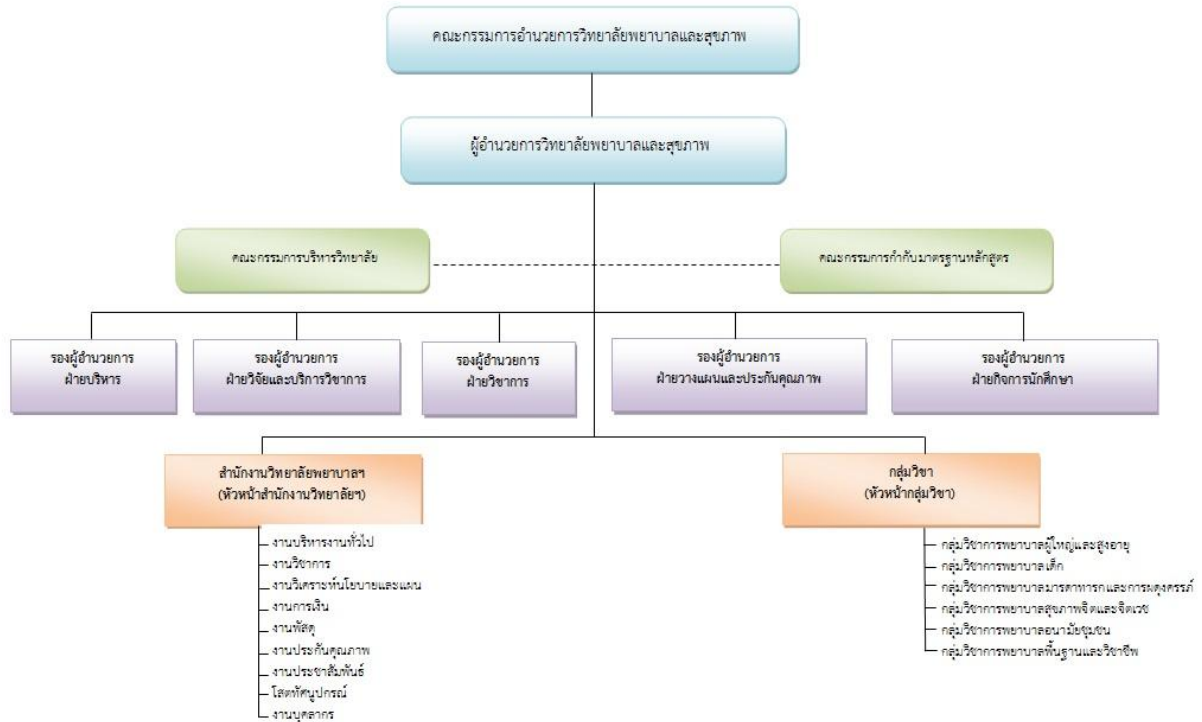 คณะกรรมการอำนวยการวิทยาลัยพยาบาลและสุขภาพ
ผู้อำนวยการวิทยาลัยพยาบาลและสุขภาพ
คณะกรรมการบริหารวิทยาลัย
คณะกรรมการกำกับมาตรฐานหลักสูตร
รองผู้อำนวยการ
ฝ่ายบริหาร
รองผู้อำนวยการ
ฝ่ายวิจัยและบริการวิชาการ
รองผู้อำนวยการ
ฝ่ายวิชาการ
รองผู้อำนวยการ
ฝ่ายวางแผนและประกันคุณภาพ
รองผู้อำนวยการ
ฝ่ายกิจการนักศึกษา
สำนักงานวิทยาลัยพยาบาลฯ
(หัวหน้าสำนักงานวิทยาลัยฯ)
งานบริหารงานทั่วไป
งานวิชาการ
งานวิเคราะห์นโยบายและแผน
งานการเงิน
งานพัสดุ
งานประกันคุณภาพ
งานประชาสัมพันธ์
โสตทัศนูปกรณ์
งานบุคลากร
กลุ่มวิชา
(หัวหน้ากลุ่มวิชา)
กลุ่มวิชาการพยาบาลผู้ใหญ่และสูงอายุ
กลุ่มวิชาการพยาบาลเด็ก
กลุ่มวิชาการพยาบาลมารดาทารกและการผดุงครรภ์
กลุ่มวิชาการพยาบาลสุขภาพจิตและจิตเวช
กลุ่มวิชาการพยาบาลอนามัยชุมชน
กลุ่มวิชาการพยาบาลพื้นฐานและวิชาชีพ